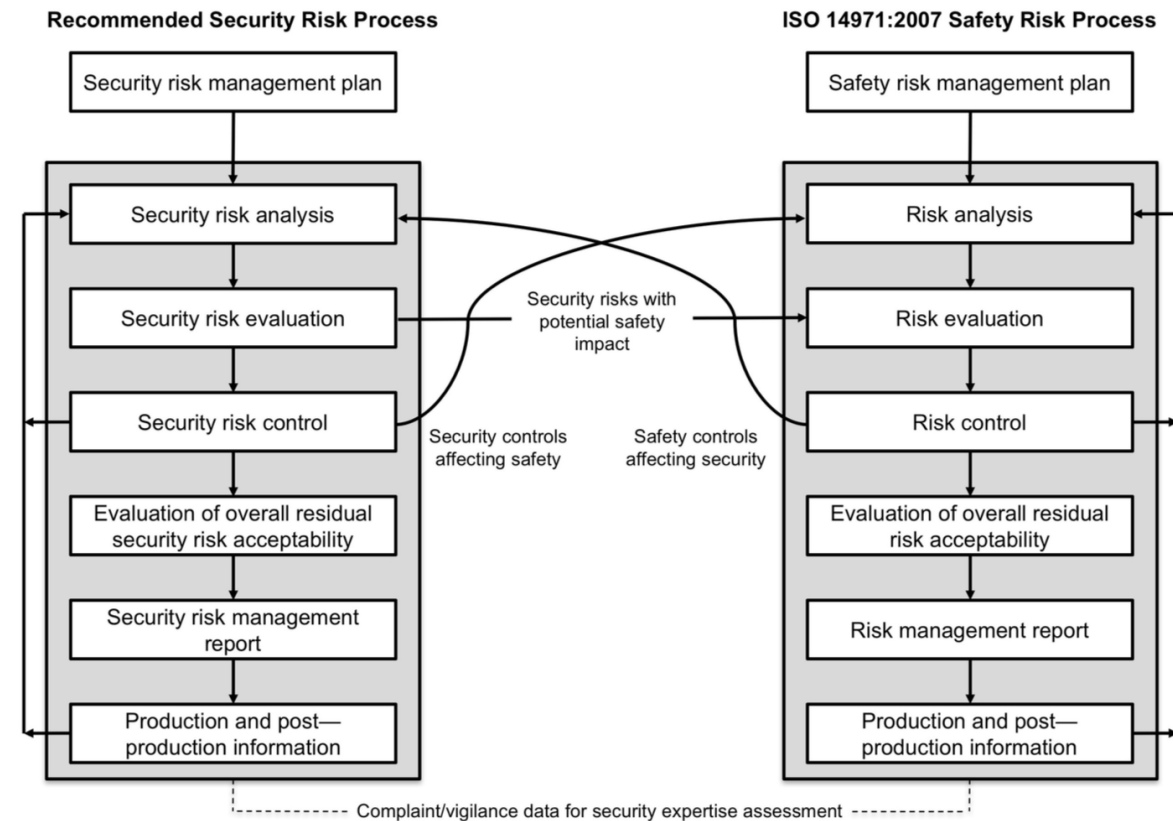 Recommended Security Risk Process
ISO 14971:2007 Safety Risk Process
Security risk management plan
Safety risk management plan
Security risk analysis
Risk analysis
Security risk evaluation
Security risks with
potential safety
impact
Risk evaluation
Security risk control
Security controls
affecting safety
Safety controls
affecting security
Risk control
Evaluation of overall residual
security risk acceptability
Evaluation of overall residual
risk acceptability
Security risk management
report
Risk management report
Production and post—
production information
Production and post—
production information
Complaint/vigilance data for security expertise assessment